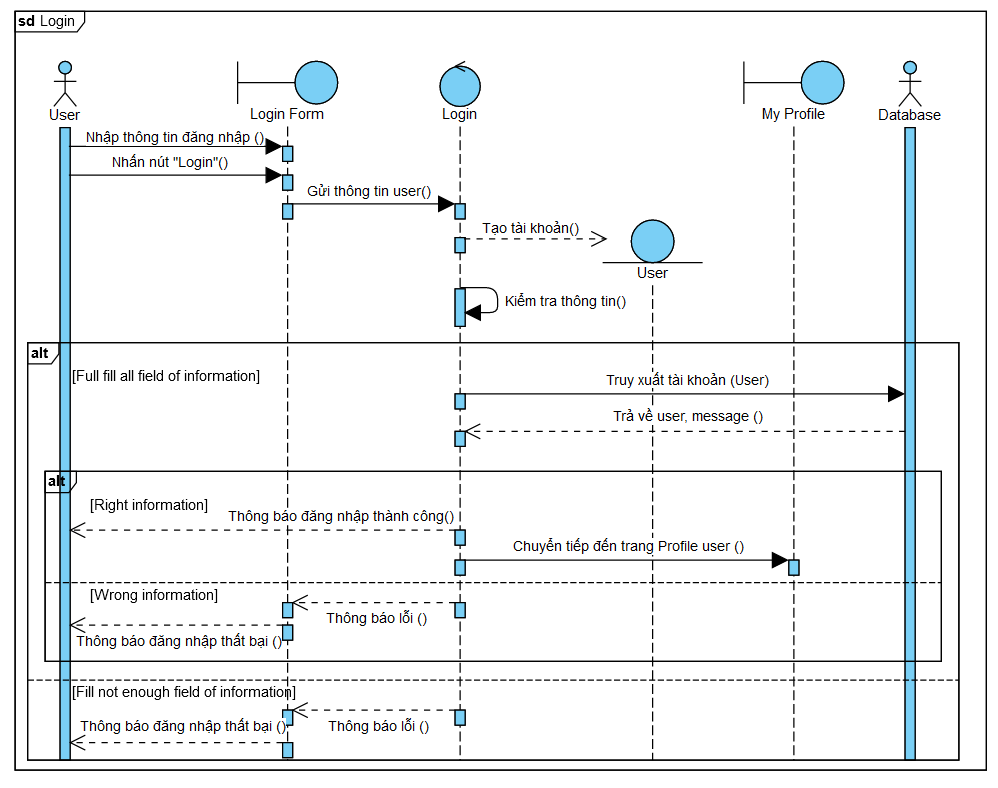 sd Login
User
Login Form
Login
My Profile
Database
Nhập thông tin đăng nhập ()
Nhấn nút "Login"()
Gửi thông tin user()
Tạo tài khoản()
User
Kiểm tra thông tin()
alt
[Full fill all field of information]
Truy xuất tài khoản (User)
Trả về user, message ()
alt
[Right information]
Thông báo đăng nhập thành công()
Chuyển tiếp đến trang Profile user ()
[Wrong information]
Thông báo lỗi ()
Thông báo đăng nhập thất bại ()
[Fill not enough field of information]
Thông báo đăng nhập thất bại ()
Thông báo lỗi ()